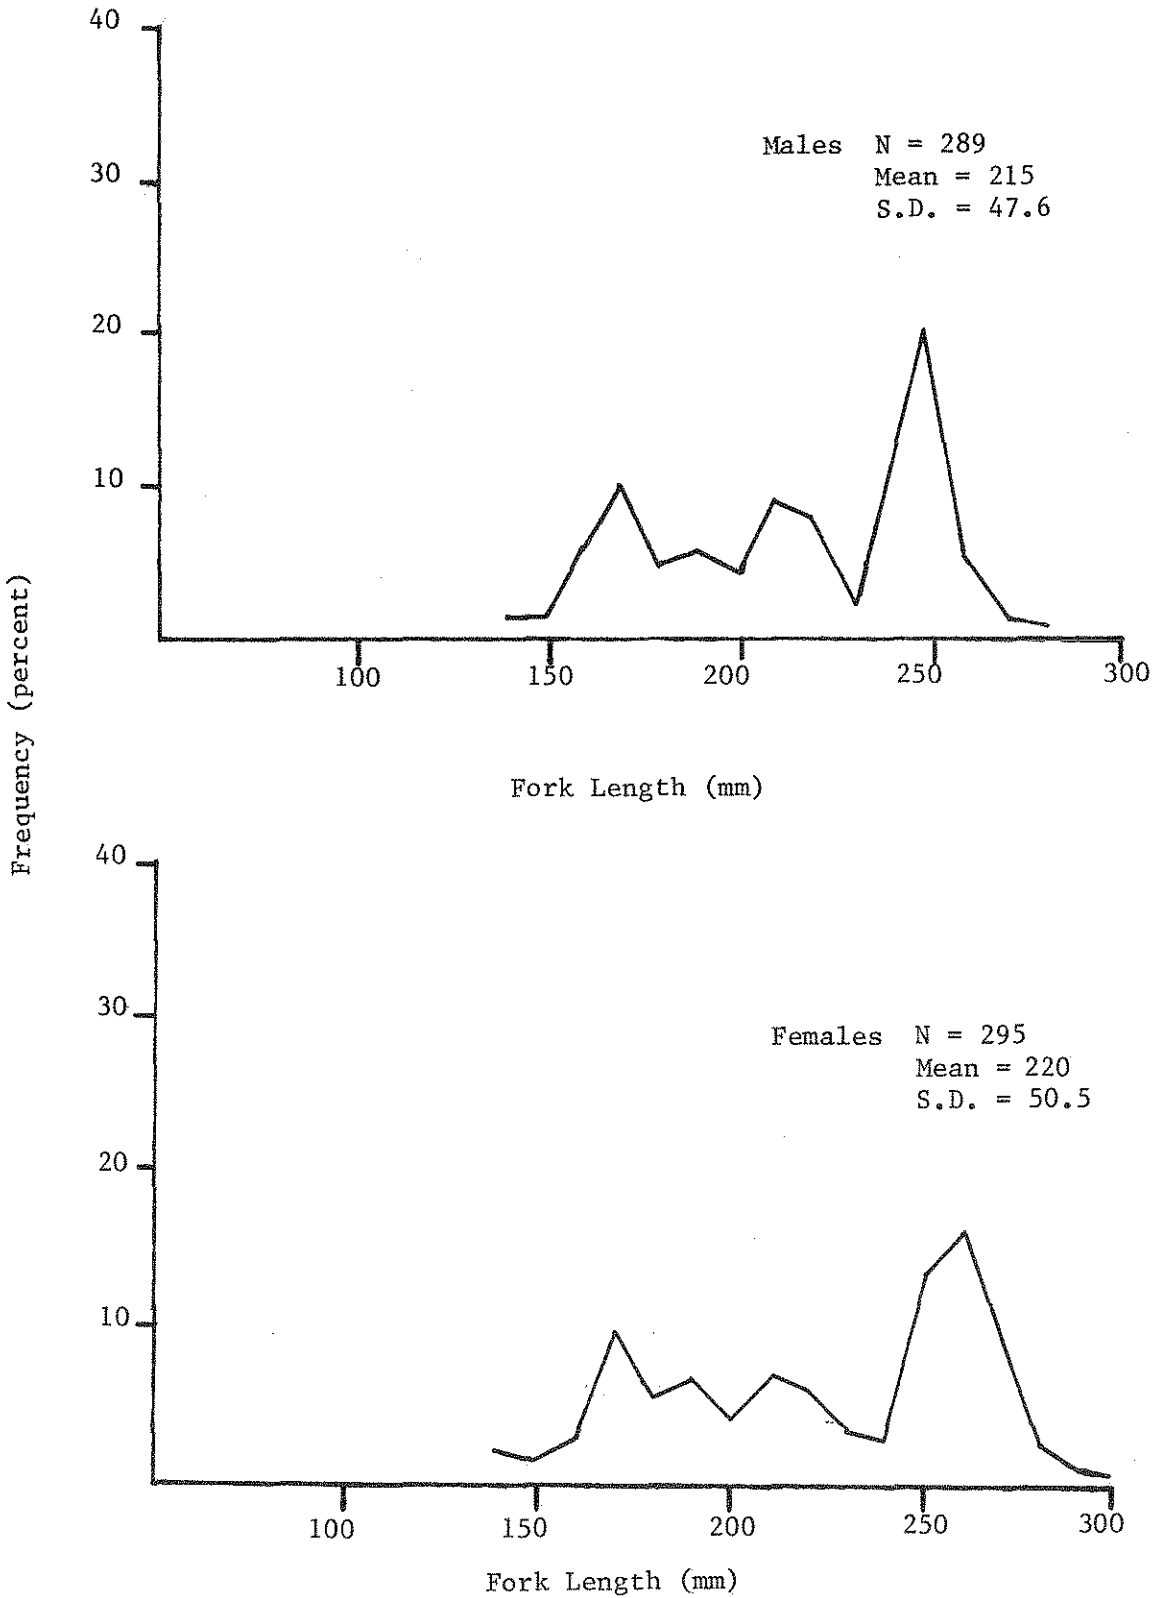 40
30
20
10
Males N = 289
Mean = 215
S.D. = 47.6
100 150 200 250 300
Fork Length (mm)
Frequency (percent)
40
30
20
10
Females N = 295
Mean = 220
S.D. = 50.5
100 150 200 250 300
Fork Length (mm)